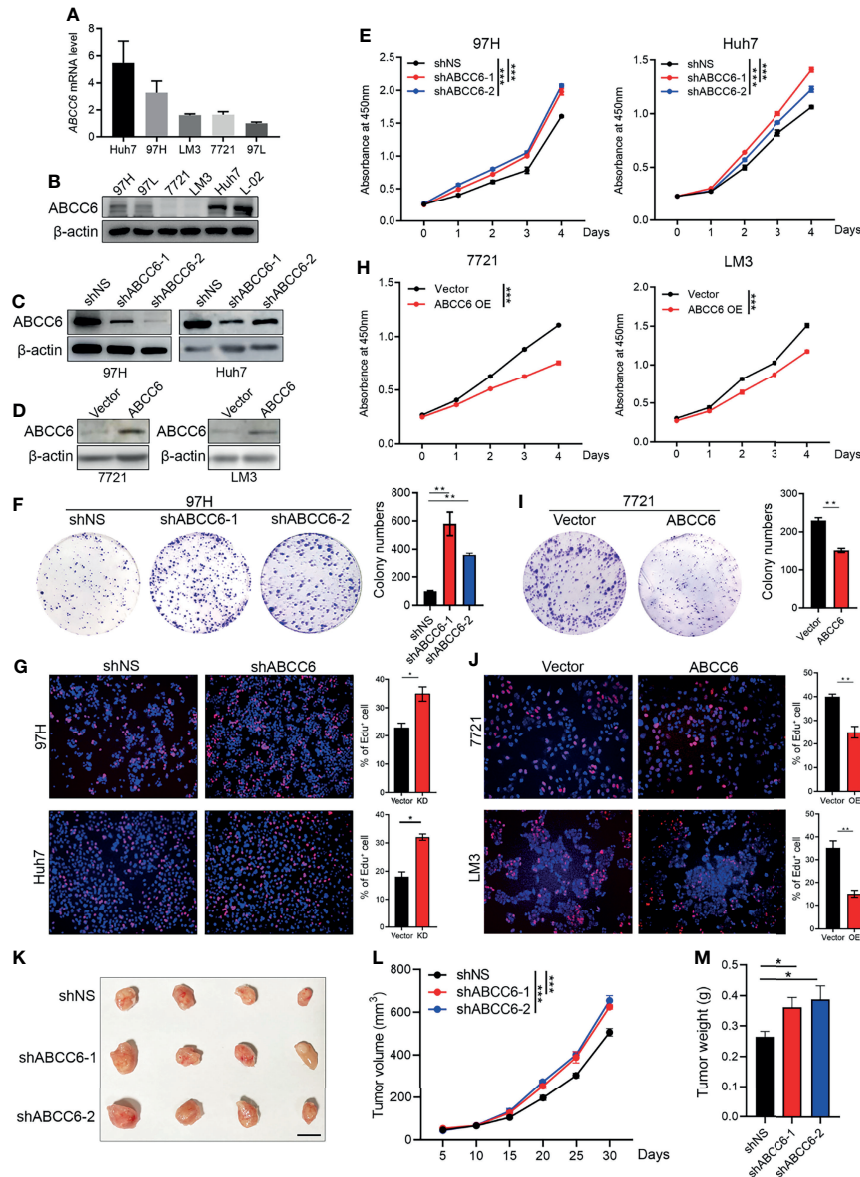 A
ABCC6 mRNA level
8
6
4
2
0
Huh7 97H LM3 7721 97L
B
97H 97L 7721 LM3 Huh7 L-02
ABCC6
β-actin
C
shNS shABCC6-1 shABCC6-2 shNS shABCC6-1 shABCC6-2
ABCC6
β-actin
97H Huh7
D
Vector ABCC6 Vector ABCC6
ABCC6 ABCC6
β-actin β-actin
7721 LM3
E
97H
shNS
shABCC6-1
shABCC6-2
*** ***
Absorbance at 450nm
2.5
2.0
1.5
1.0
0.5
0.0
0 1 2 3 4 Days
Huh7
shNS
shABCC6-1
shABCC6-2
*** ***
Absorbance at 450nm
1.5
1.0
0.5
0.0
0 1 2 3 4 Days
H
7721
Vector
ABCC6 OE
***
Absorbance at 450nm
1.5
1.0
0.5
0.0
0 1 2 3 4 Days
LM3
Vector
ABCC6 OE
***
Absorbance at 450nm
2.0
1.5
1.0
0.5
0.0
0 1 2 3 4 Days
F
97H
shNS shABCC6-1 shABCC6-2
Colony numbers
800
600
400
200
0
** **
shNS shABCC6-1 shABCC6-2
I
7721
Vector ABCC6
Colony numbers
300
200
100
0
**
Vector ABCC6
G
shNS shABCC6
97H
% of Edu⁺ cell
40
30
20
10
0
*
Vector KD
Huh7
% of Edu⁺ cell
40
30
20
10
0
*
Vector KD
J
Vector ABCC6
7721
% of Edu⁺ cell
60
40
20
0
**
Vector OE
LM3
% of Edu⁺ cell
50
40
30
20
10
0
**
Vector OE
K
shNS
shABCC6-1
shABCC6-2
L
shNS
shABCC6-1
shABCC6-2
*** ***
Tumor volume (mm³)
800
600
400
200
0
5 10 15 20 25 30 Days
M
Tumor weight (g)
0.5
0.4
0.3
0.2
0.1
0.0
*
*
shNS shABCC6-1 shABCC6-2